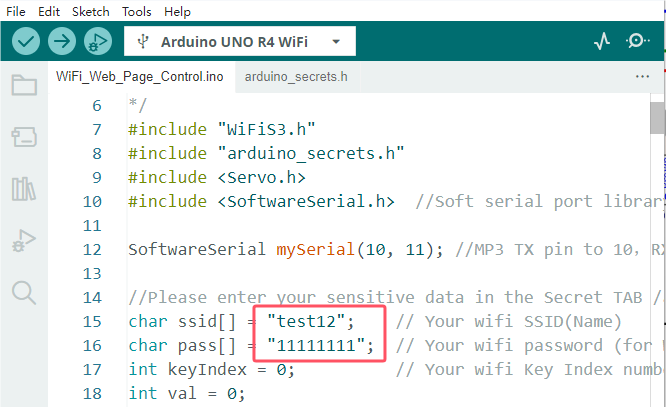 File Edit Sketch Tools Help
Arduino UNO R4 WiFi
WiFi_Web_Page_Control.ino arduino_secrets.h ...
6 */
7 #include "WiFiS3.h"
8 #include "arduino_secrets.h"
9 #include <Servo.h>
10 #include <SoftwareSerial.h> //Soft serial port librar
11
12 SoftwareSerial mySerial(10, 11); //MP3 TX pin to 10, R
13
14 //Please enter your sensitive data in the Secret TAB /
15 char ssid[] = "test12"; // Your wifi SSID(Name)
16 char pass[] = "11111111"; // Your wifi password (for
17 int keyIndex = 0; // Your wifi Key Index numb
18 int val = 0;